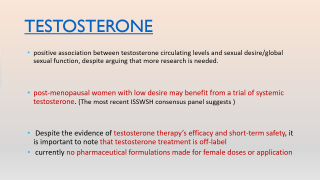 TESTOSTERONE
• positive association between testosterone circulating levels and sexual desire/global
sexual function, despite arguing that more research is needed.
• post-menopausal women with low desire may benefit from a trial of systemic
testosterone. (The most recent ISSWSH consensus panel suggests )
• Despite the evidence of testosterone therapy's efficacy and short-term safety, it
is important to note that testosterone treatment is off-label
• currently no pharmaceutical formulations made for female doses or application